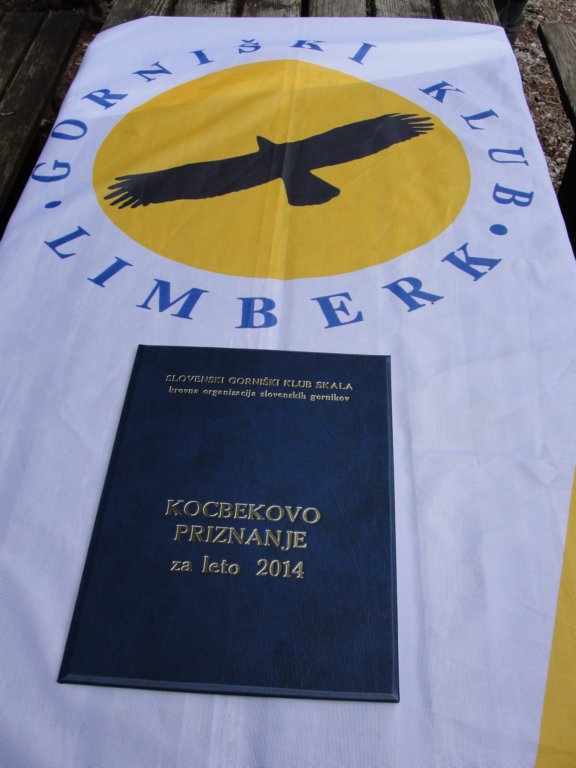 GORNIŠKI KLUB
• LIMBERK •
SLOVENSKI GORNIŠKI KLUB SKALA
krovna organizacija slovenskih gornikov
KOCBEKOVO
PRIZNANJE
za leto 2014